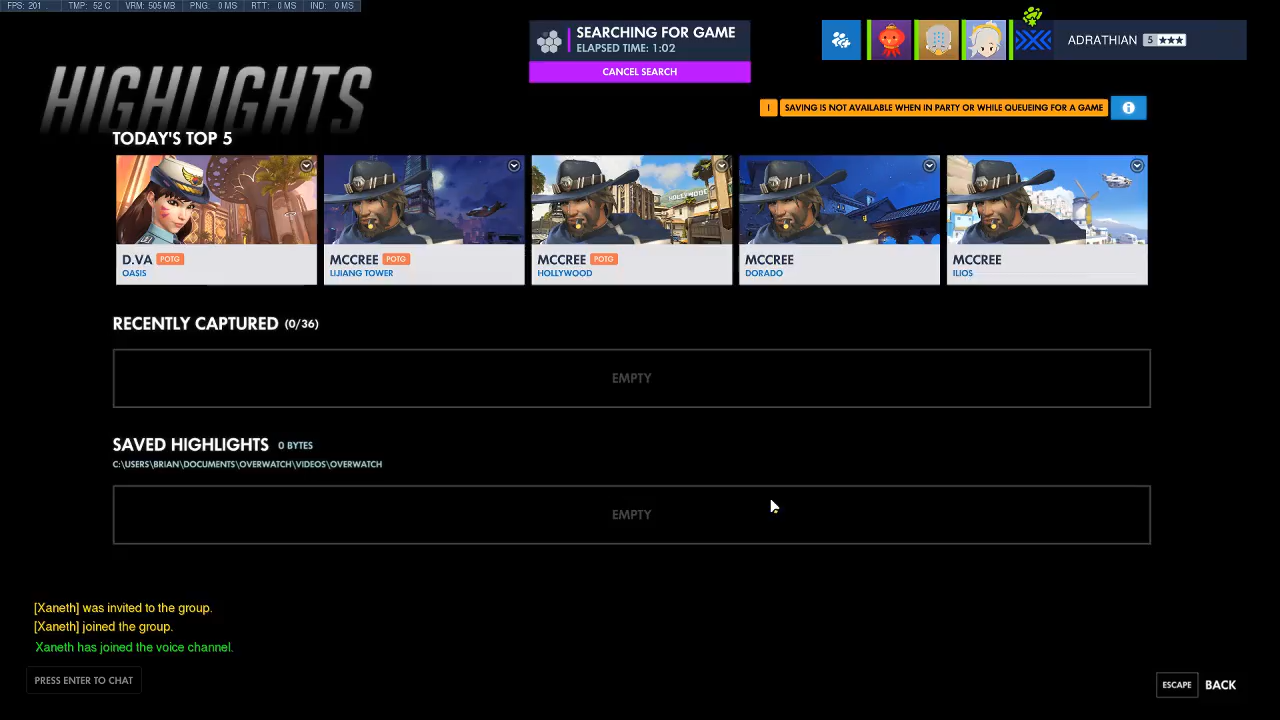 FPS: 201 . TMP: 52 C VRM: 505 MB PNG: 0 MS RTT: 0 MS IND: 0 MS
SEARCHING FOR GAME
ELAPSED TIME: 1:02
CANCEL SEARCH
ADRATHIAN 5 ★★★
HIGHLIGHTS
! SAVING IS NOT AVAILABLE WHEN IN PARTY OR WHILE QUEUEING FOR A GAME
TODAY'S TOP 5
HOLLYWOOD
D.VA POTG
OASIS
MCCREE POTG
LIJIANG TOWER
MCCREE POTG
HOLLYWOOD
MCCREE
DORADO
MCCREE
ILIOS
RECENTLY CAPTURED (0/36)
EMPTY
SAVED HIGHLIGHTS 0 BYTES
C:\USERS\BRIAN\DOCUMENTS\OVERWATCH\VIDEOS\OVERWATCH
EMPTY
[Xaneth] was invited to the group.
[Xaneth] joined the group.
Xaneth has joined the voice channel.
PRESS ENTER TO CHAT
ESCAPE BACK